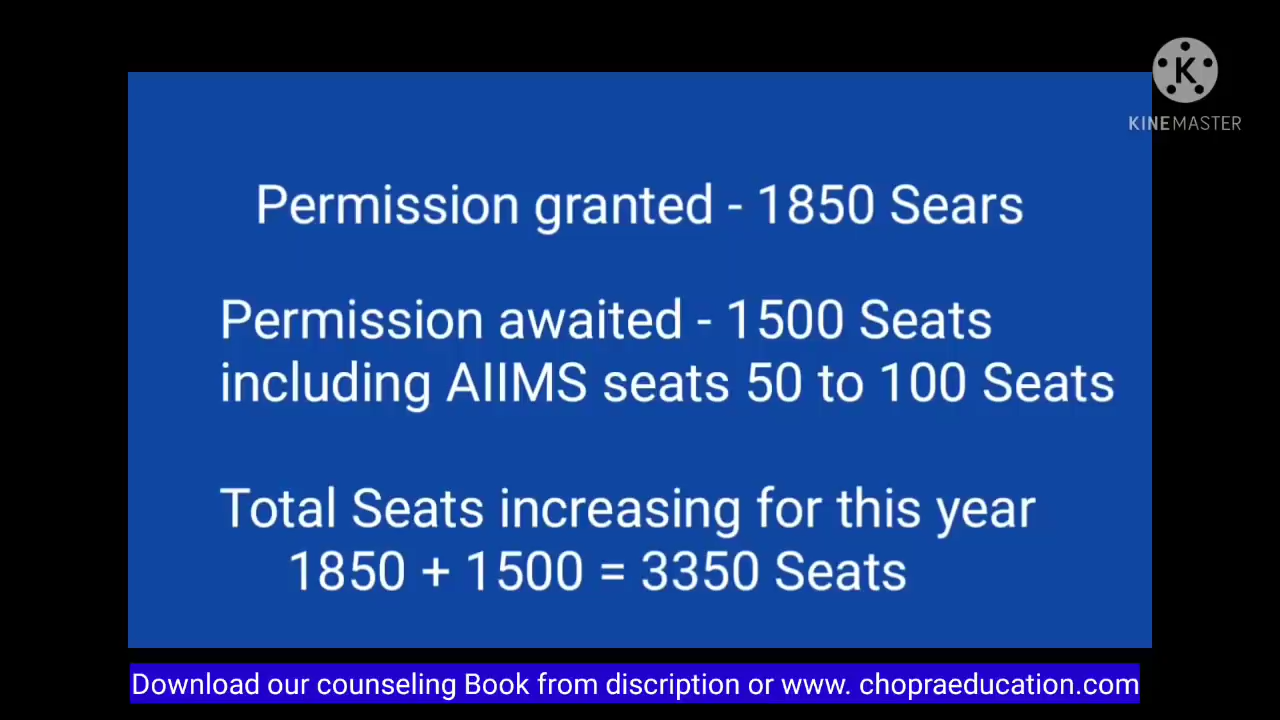 K
KINEMASTER
Permission granted - 1850 Sears
Permission awaited - 1500 Seats
including AIIMS seats 50 to 100 Seats
Total Seats increasing for this year
1850 + 1500 = 3350 Seats
Download our counseling Book from discription or www. chopraeducation.com